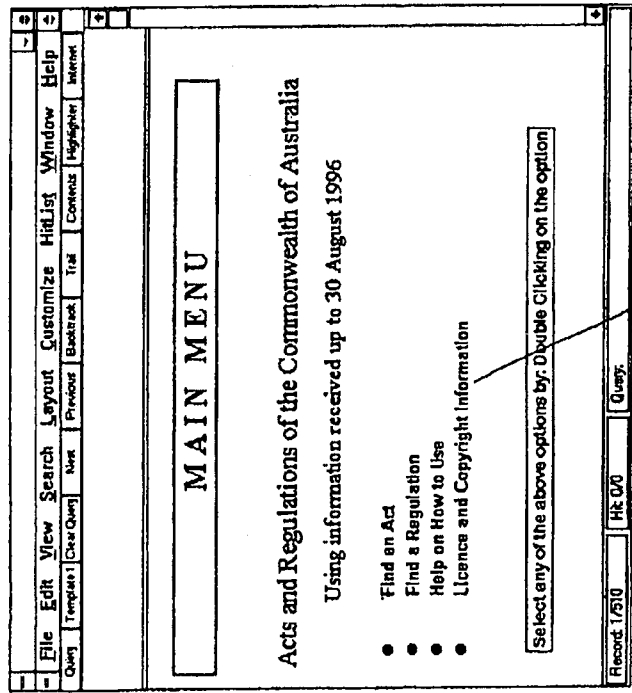 File Edit View Search Layout Customize HitList Window Help
Query Template 1 Clear Query Next Previous Backtrack Trail Contents Highlighter Internet
MAIN MENU
Acts and Regulations of the Commonwealth of Australia
Using information received up to 30 August 1996
● Find an Act
● Find a Regulation
● Help on How to Use
● Licence and Copyright Information
Select any of the above options by: Double Clicking on the option
Record: 1/510 Hit: 0/0 Query: